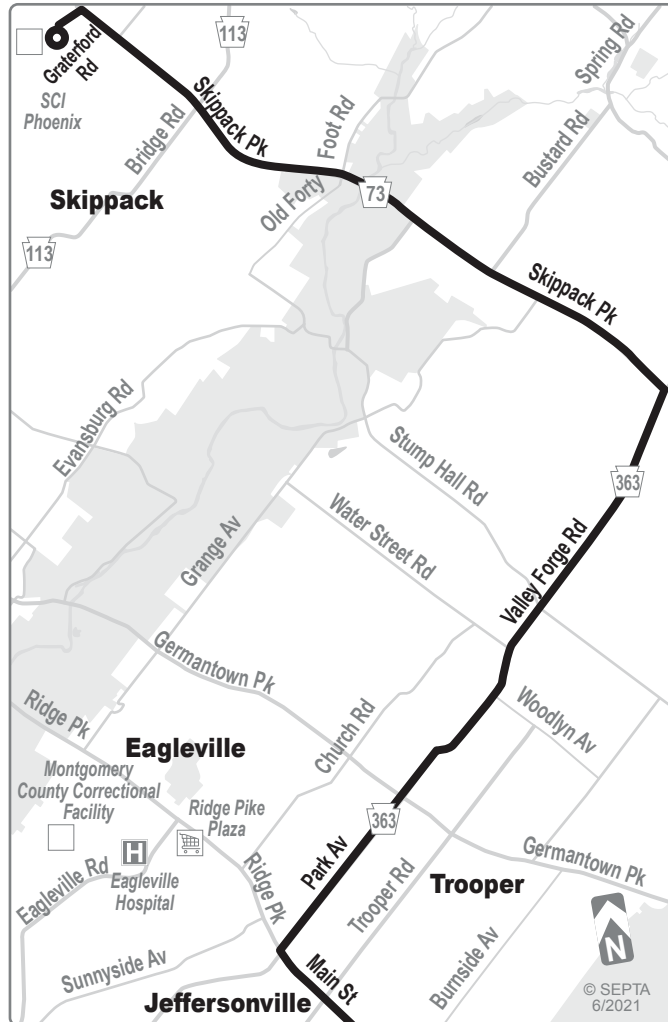 113
Graterford
Rd
SCI
Phoenix
Bridge Rd
Skippack Pk
Foot Rd
Old Forty
Spring Rd
Bustard Rd
Skippack
73
113
Skippack Pk
Evansburg Rd
Stump Hall Rd
363
Grange Av
Water Street Rd
Valley Forge Rd
Germantown Pk
Ridge Pk
Church Rd
Woodlyn Av
Eagleville
Montgomery
County Correctional
Facility
Ridge Pike
Plaza
363
H
Eagleville
Hospital
Eagleville Rd
Ridge Pk
Park Av
Trooper Rd
Trooper
Germantown Pk
Burnside Av
N
Sunnyside Av
Main St
Jeffersonville
© SEPTA
6/2021